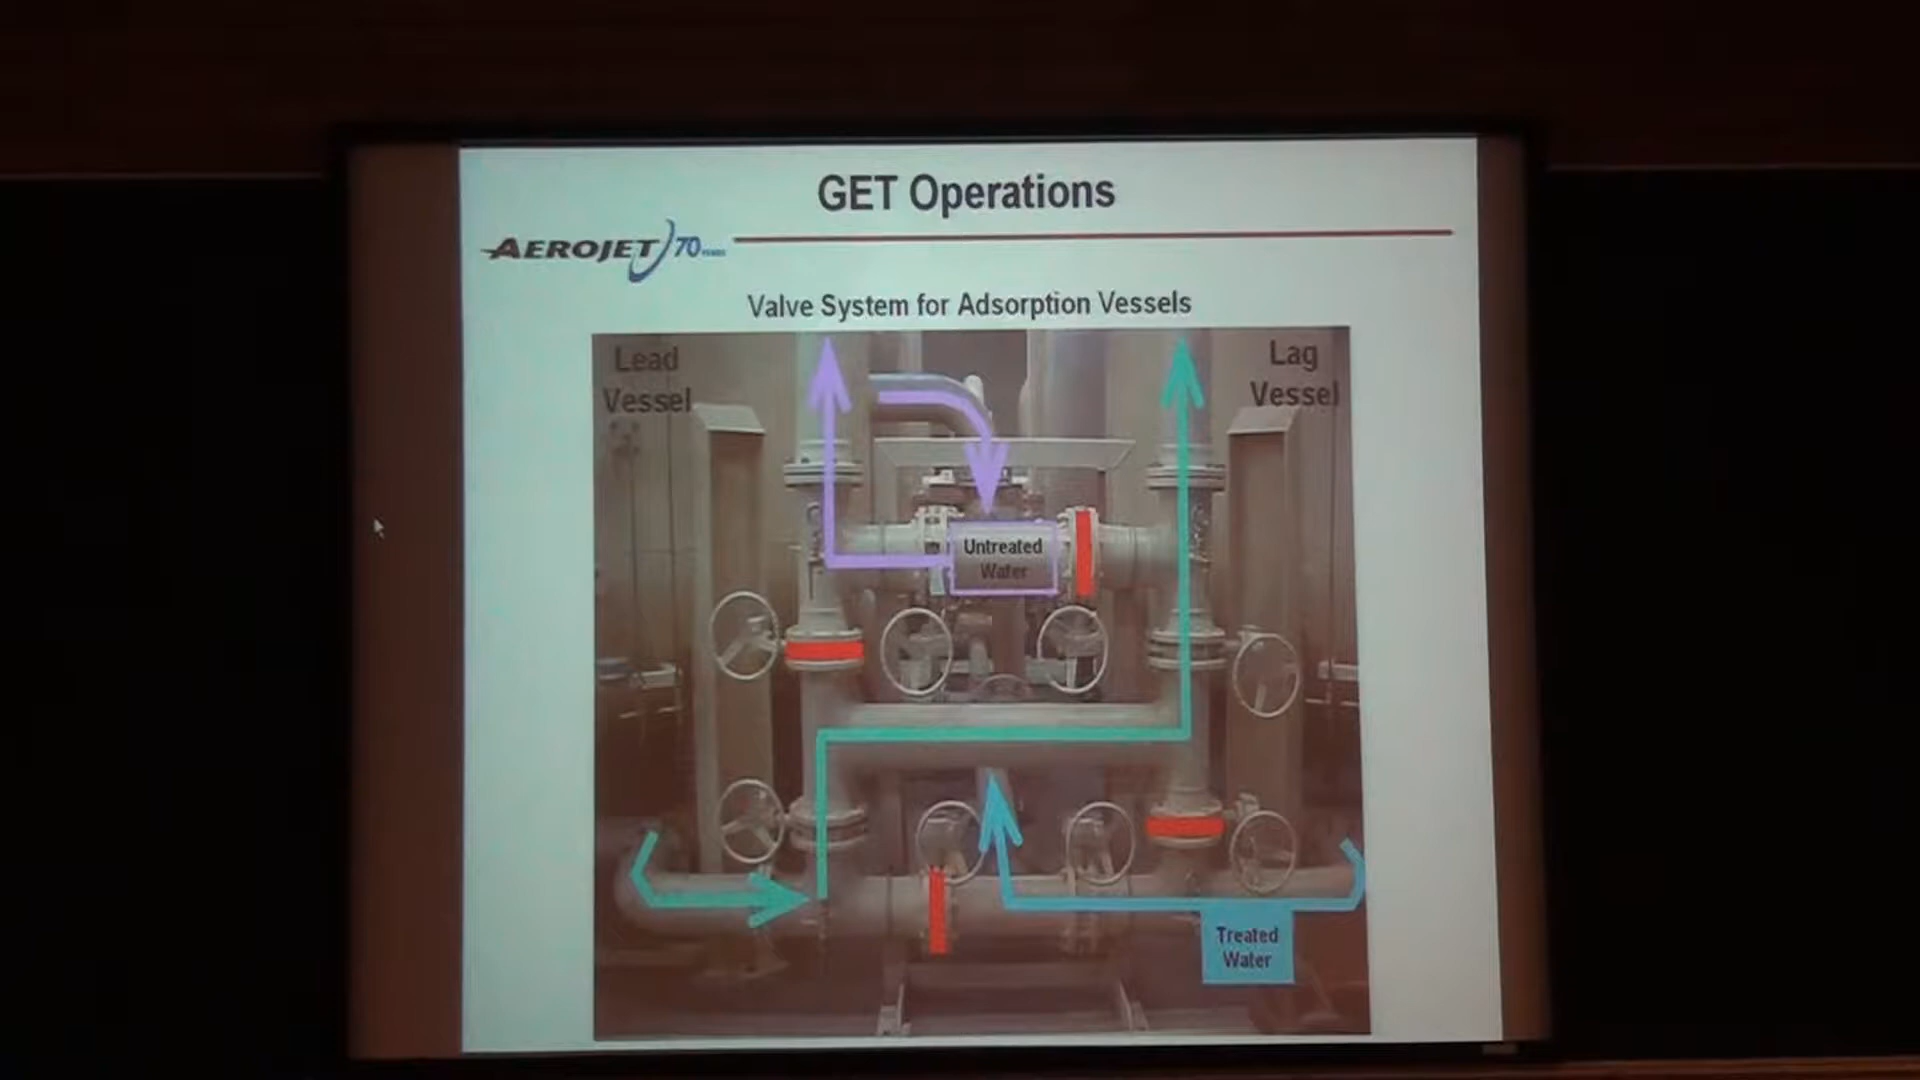 GET Operations
AEROJET 70
Valve System for Adsorption Vessels
Lead
Vessel
Lag
Vessel
Untreated
Water
Treated
Water